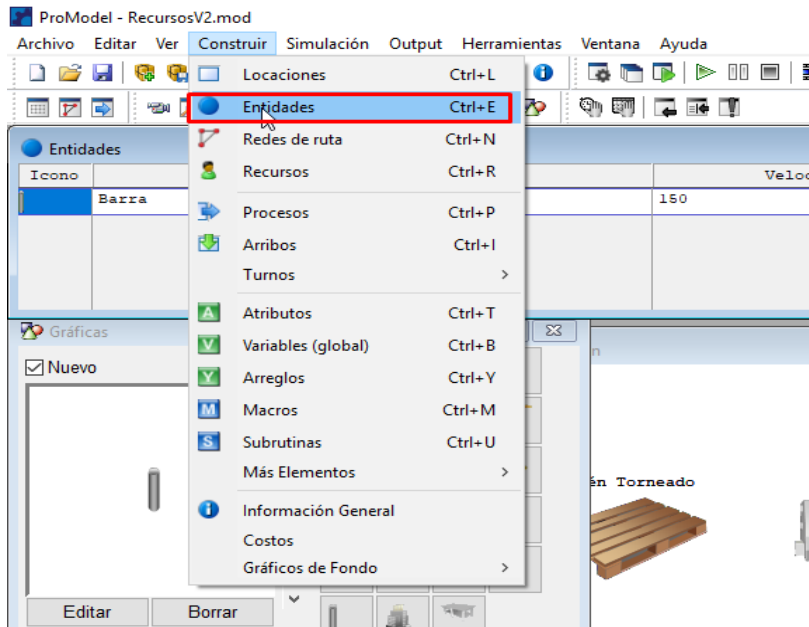 ProModel - RecursosV2.mod
Archivo Editar Ver Construir Simulación Output Herramientas Ventana Ayuda
Locaciones Ctrl+L
Entidades Ctrl+E
Redes de ruta Ctrl+N
Recursos Ctrl+R
Procesos Ctrl+P
Arribos Ctrl+I
Turnos
Atributos Ctrl+T
Variables (global) Ctrl+B
Arreglos Ctrl+Y
Macros Ctrl+M
Subrutinas Ctrl+U
Más Elementos
Información General
Costos
Gráficos de Fondo
Entidades
Icono Veloc
Barra 150
Gráficas
n
Nuevo
én Torneado
Editar Borrar